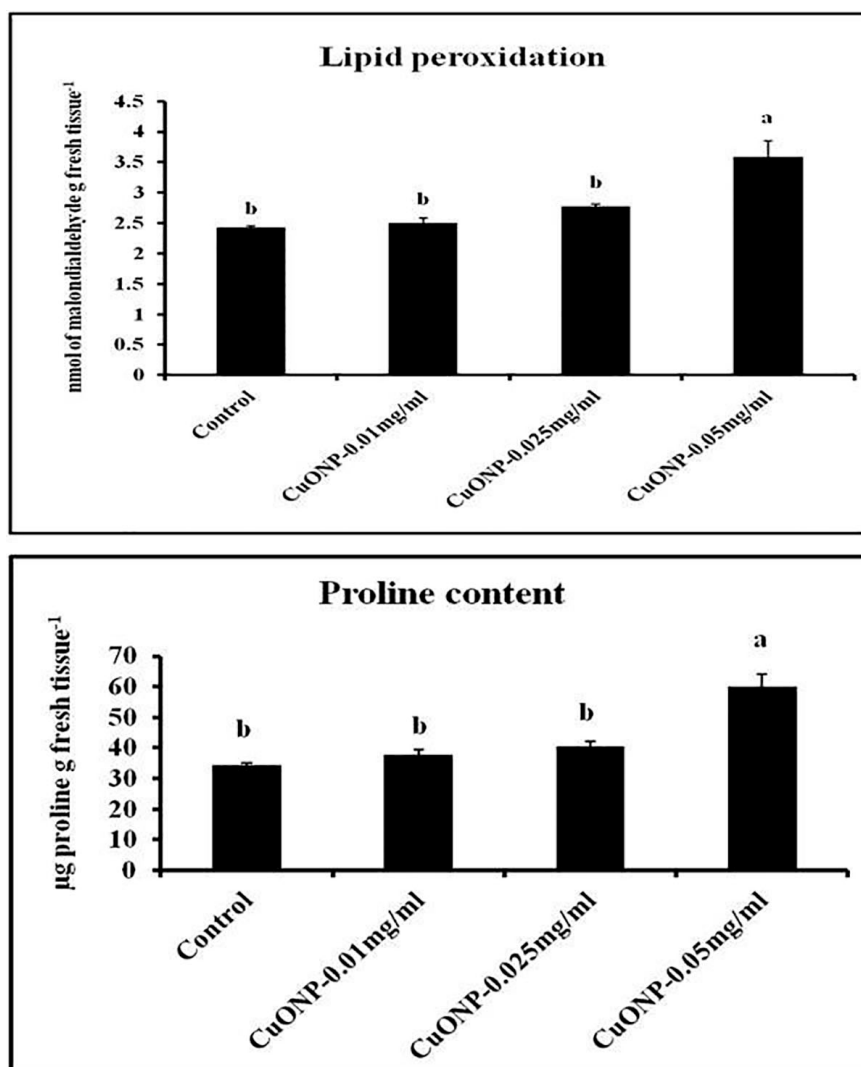 Lipid peroxidation
nmol of malondialdehyde g fresh tissue-1
4.5
4
3.5
3
2.5
2
1.5
1
0.5
0
b
b
b
a
Control
CuONP-0.01mg/ml
CuONP-0.025mg/ml
CuONP-0.05mg/ml
Proline content
µg proline g fresh tissue-1
70
60
50
40
30
20
10
0
b
b
b
a
Control
CuONP-0.01mg/ml
CuONP-0.025mg/ml
CuONP-0.05mg/ml